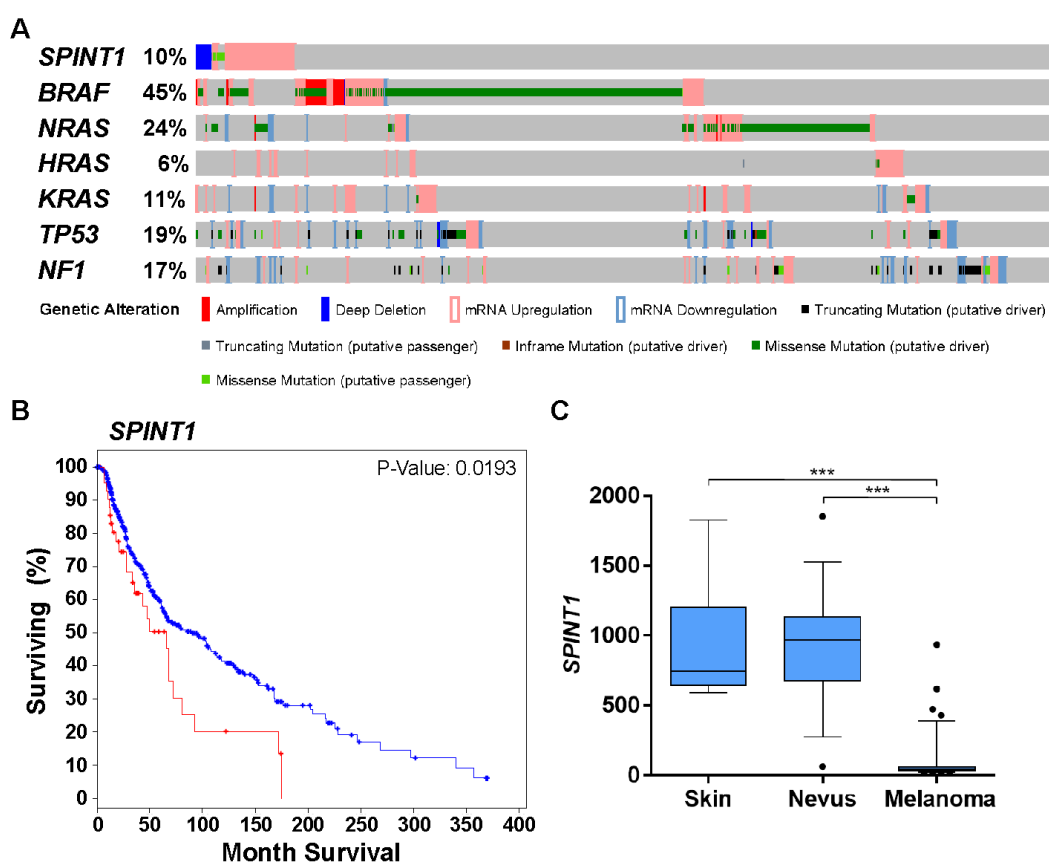 A
SPINT1 10%
BRAF 45%
NRAS 24%
HRAS 6%
KRAS 11%
TP53 19%
NF1 17%
Genetic Alteration Amplification Deep Deletion mRNA Upregulation mRNA Downregulation Truncating Mutation (putative driver)
Truncating Mutation (putative passenger) Inframe Mutation (putative driver) Missense Mutation (putative driver)
Missense Mutation (putative passenger)
B
SPINT1
P-Value: 0.0193
Surviving (%)
100
90
80
70
60
50
40
30
20
10
0
0 50 100 150 200 250 300 350 400
Month Survival
C
*** 
***
SPINT1
2000
1500
1000
500
0
Skin Nevus Melanoma